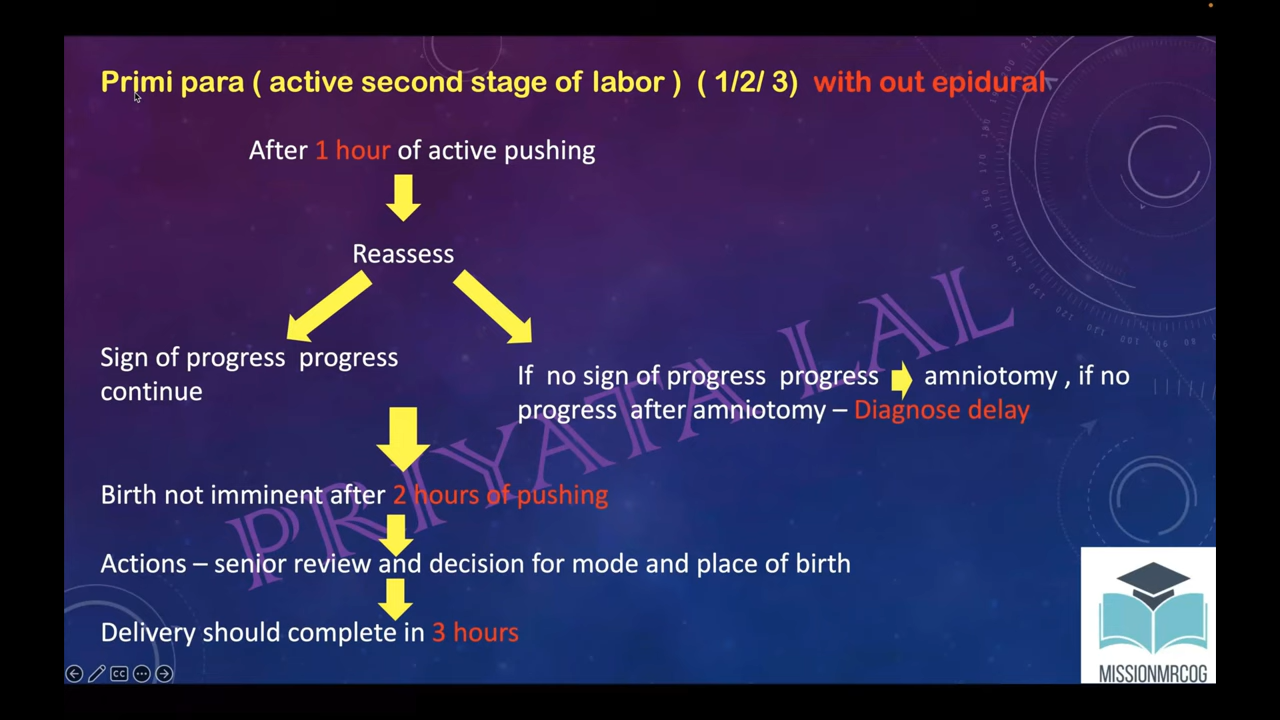 Primi para ( active second stage of labor ) ( 1/2/ 3) with out epidural
After 1 hour of active pushing
Reassess
Sign of progress progress
continue
If no sign of progress progress amniotomy , if no
progress after amniotomy – Diagnose delay
Birth not imminent after 2 hours of pushing
Actions – senior review and decision for mode and place of birth
Delivery should complete in 3 hours
PRIYATA LAL
CC
MISSIONMRCOG